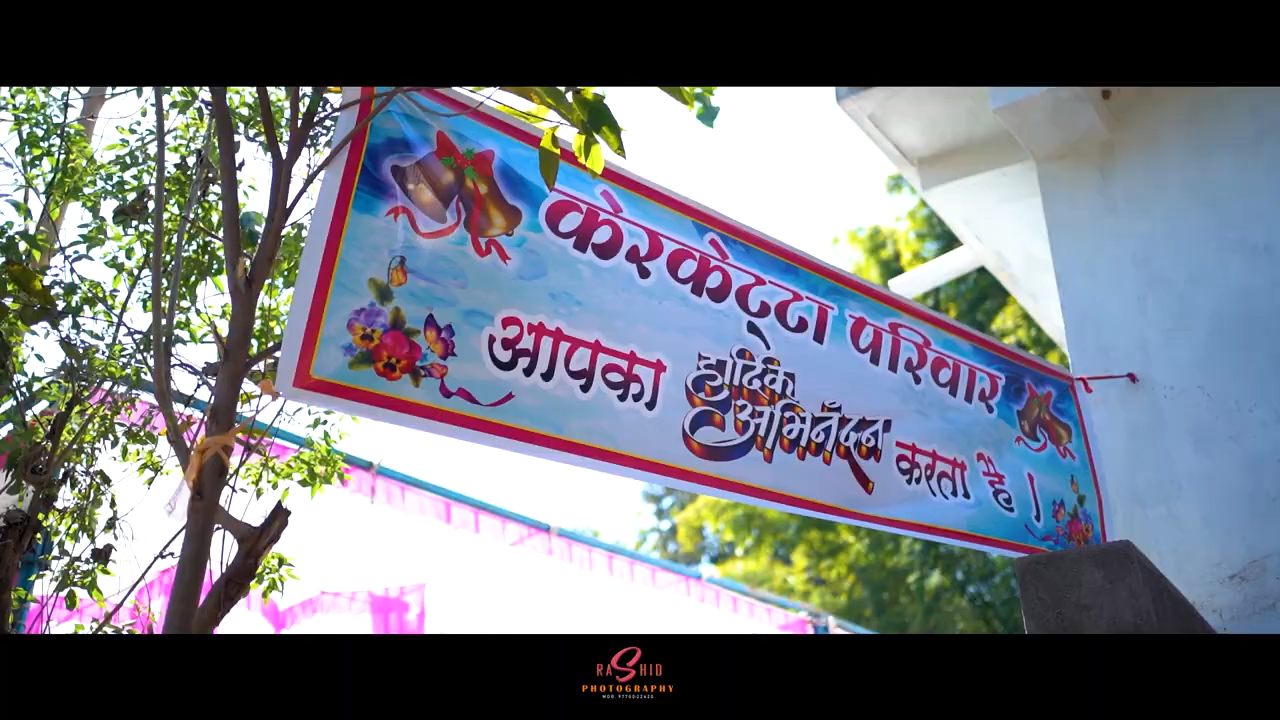 केरकेट्टा परिवार
आपका हार्दिक अभिनँदन करता है ।
RASHID
PHOTOGRAPHY